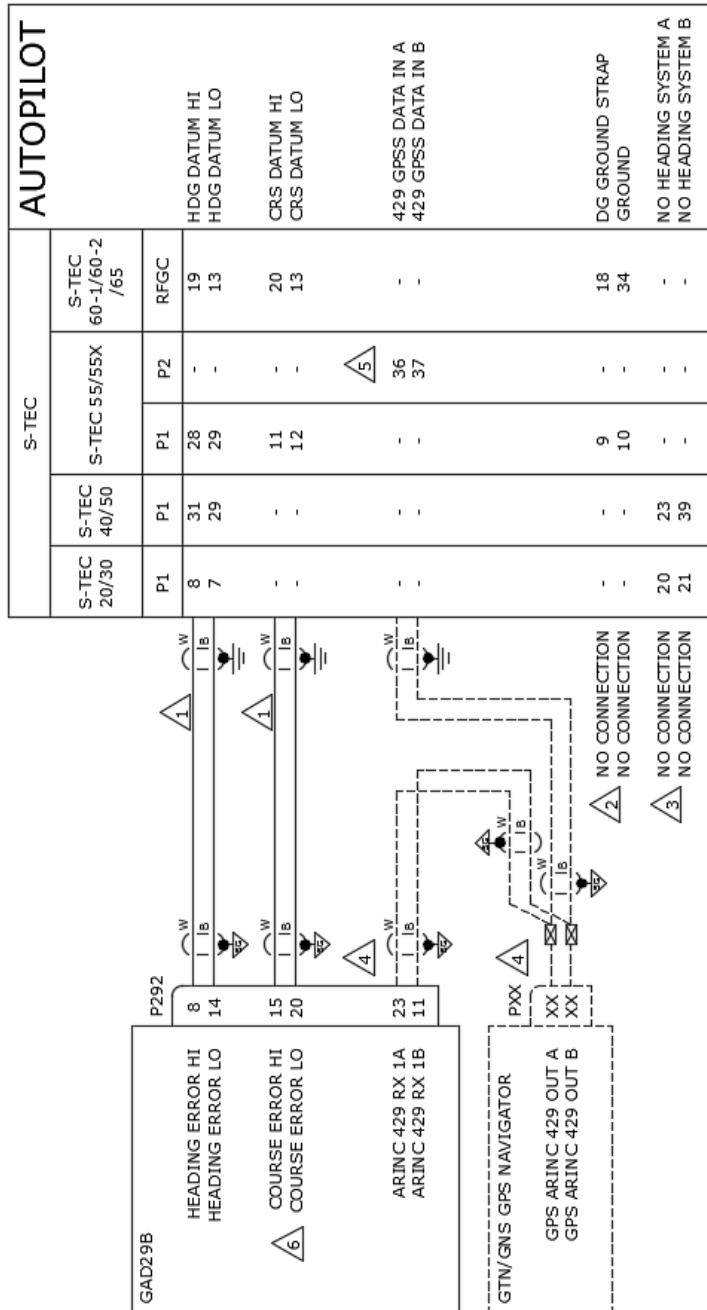 GAD29B
P292
HEADING ERROR HI 8
HEADING ERROR LO 14
6
COURSE ERROR HI 15
COURSE ERROR LO 20
ARINC 429 RX 1A 23
ARINC 429 RX 1B 11
GTN/GNS GPS NAVIGATOR
PXX
GPS ARINC 429 OUT A XX
GPS ARINC 429 OUT B XX
W
B
SG
1
W
B
W
B
SG
1
W
B
4
W
B
SG
W
B
4
SG
W
B
W
B
SG
2
NO CONNECTION
NO CONNECTION
3
NO CONNECTION
NO CONNECTION
S-TEC
AUTOPILOT
S-TEC 20/30 S-TEC 40/50 S-TEC 55/55X S-TEC 60-1/60-2 /65
P1 P1 P1 P2 RFGC
8 31 28 - 19 HDG DATUM HI
7 29 29 - 13 HDG DATUM LO
- - 11 - 20 CRS DATUM HI
- - 12 - 13 CRS DATUM LO
5
- - - 36 - 429 GPSS DATA IN A
- - - 37 - 429 GPSS DATA IN B
- - 9 - 18 DG GROUND STRAP
- - 10 - 34 GROUND
20 23 - - - NO HEADING SYSTEM A
21 39 - - - NO HEADING SYSTEM B